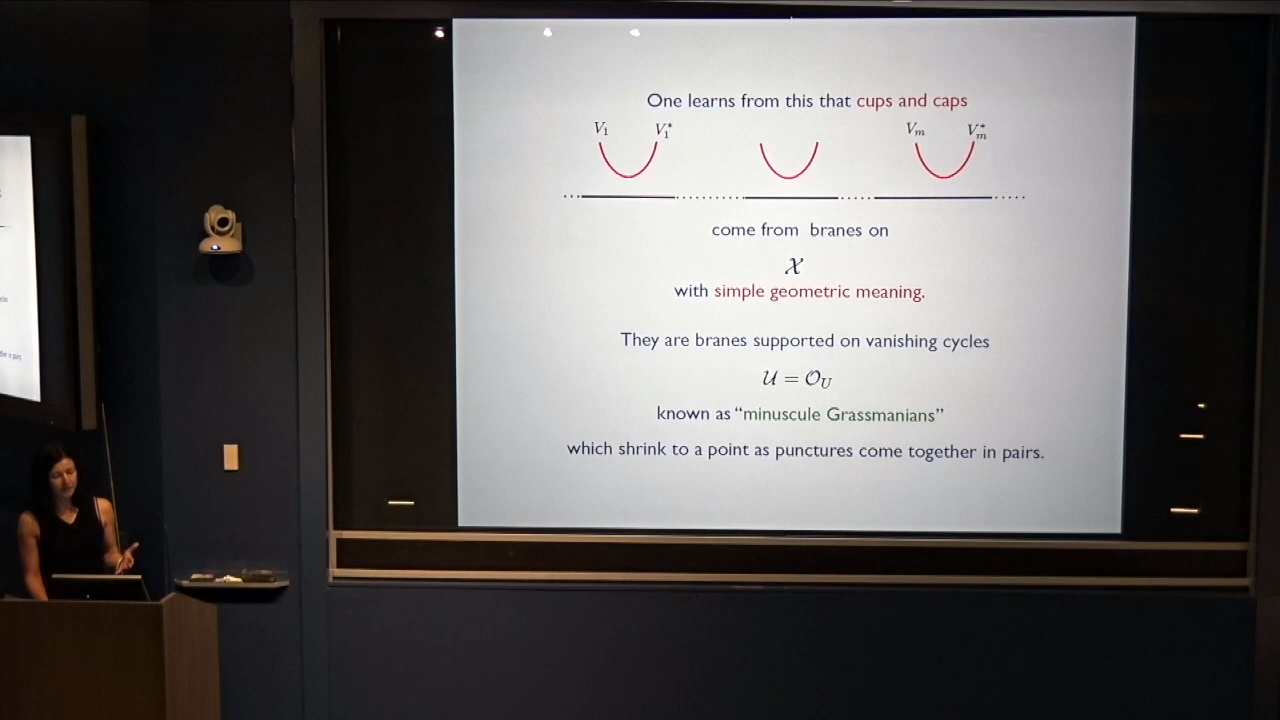 One learns from this that cups and caps
V₁ V₁* Vₘ Vₘ*
come from branes on
𝒳
with simple geometric meaning.
They are branes supported on vanishing cycles
𝒰 = 𝒪_U
known as “minuscule Grassmanians”
which shrink to a point as punctures come together in pairs.